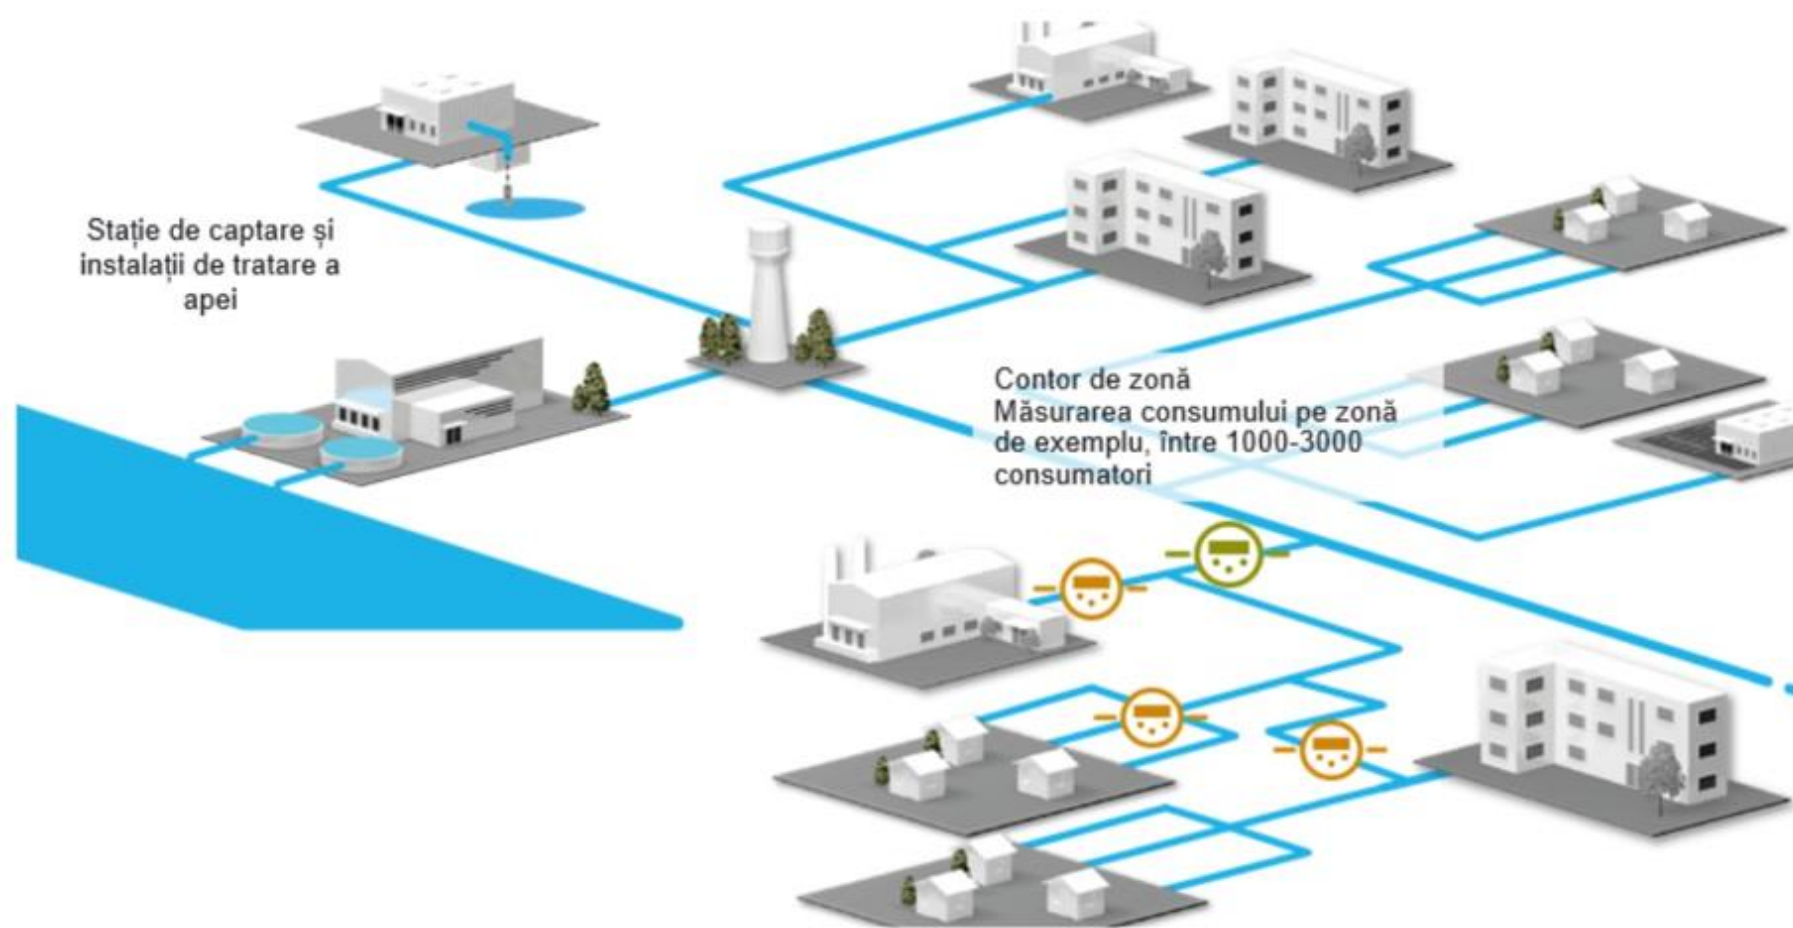 Stație de captare și
instalații de tratare a
apei
Contor de zonă
Măsurarea consumului pe zonă
de exemplu, între 1000-3000
consumatori